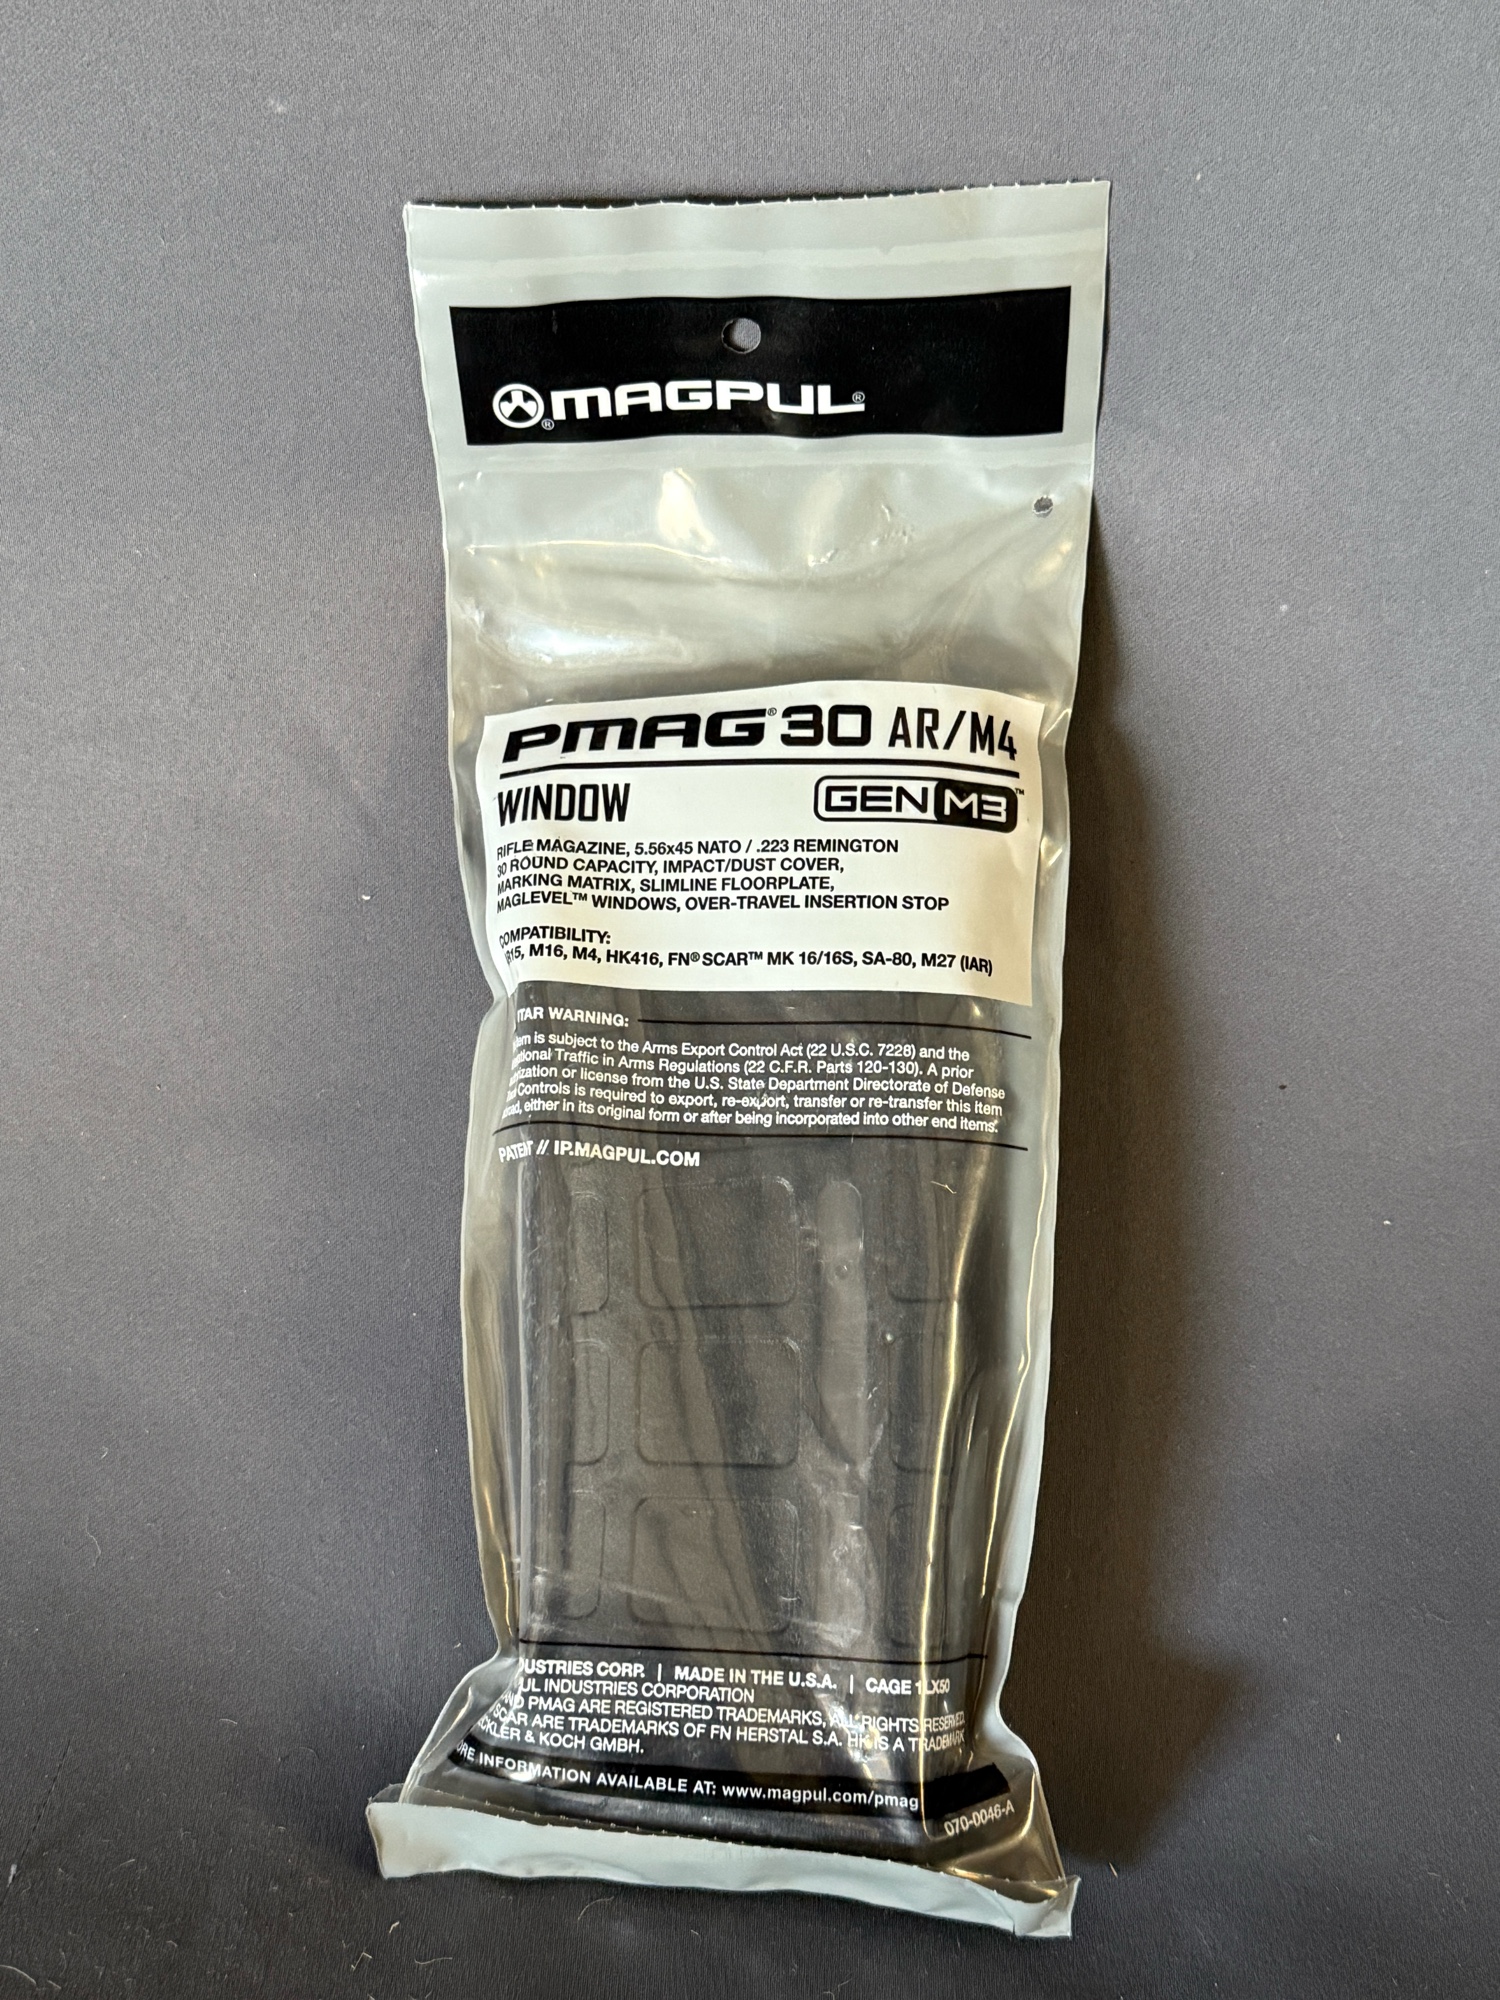 MAGPUL®
PMAG® 30 AR/M4
WINDOW
GEN M3™
RIFLE MAGAZINE, 5.56x45 NATO / .223 REMINGTON
30 ROUND CAPACITY, IMPACT/DUST COVER,
MARKING MATRIX, SLIMLINE FLOORPLATE,
MAGLEVEL™ WINDOWS, OVER-TRAVEL INSERTION STOP
COMPATIBILITY:
M16, M4, HK416, FN® SCAR™ MK 16/16S, SA-80, M27 (IAR)
ITAR WARNING:
is subject to the Arms Export Control Act (22 U.S.C. 7228) and the
Traffic in Arms Regulations (22 C.F.R. Parts 120-130). A prior
or license from the U.S. State Department Directorate of Defense
Controls is required to export, re-export, transfer or re-transfer this item
either in its original form or after being incorporated into other end items.
PATENT // IP.MAGPUL.COM
CORP. | MADE IN THE U.S.A. | CAGE 1LX50
INDUSTRIES CORPORATION
PMAG ARE REGISTERED TRADEMARKS, ALL RIGHTS RESERVED.
SCAR ARE TRADEMARKS OF FN HERSTAL S.A. HK IS A TRADEMARK
& KOCH GMBH.
INFORMATION AVAILABLE AT: www.magpul.com/pmag
070-0046-A